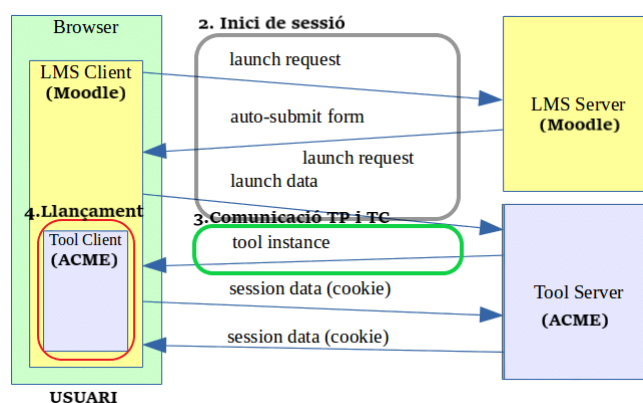 2. Inici de sessió
Browser
launch request
LMS Client
(Moodle)
LMS Server
(Moodle)
auto-submit form
launch request
launch data
4.Llançament
3.Comunicació TP i TC
Tool Client
(ACME)
tool instance
session data (cookie)
Tool Server
(ACME)
session data (cookie)
USUARI